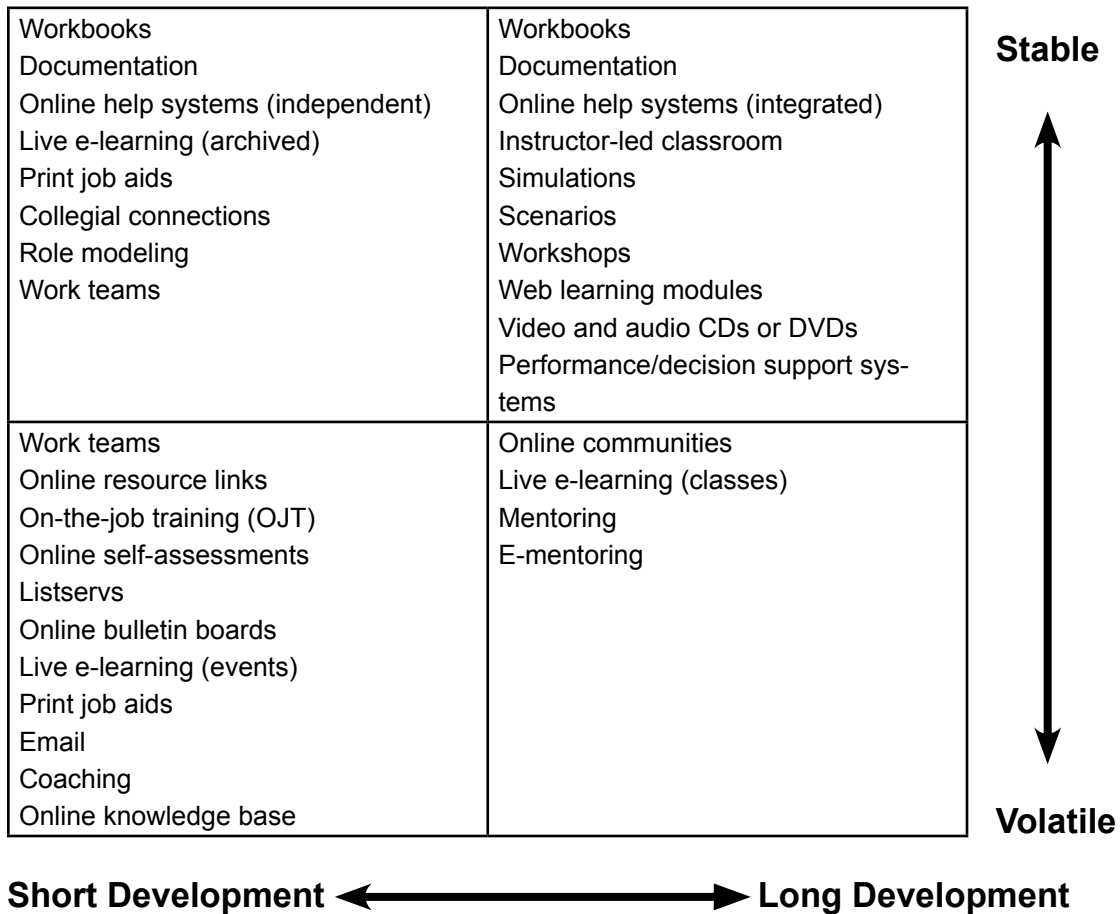 Workbooks
Documentation
Online help systems (independent)
Live e-learning (archived)
Print job aids
Collegial connections
Role modeling
Work teams
Workbooks
Documentation
Online help systems (integrated)
Instructor-led classroom
Simulations
Scenarios
Workshops
Web learning modules
Video and audio CDs or DVDs
Performance/decision support sys-
tems
Stable
Work teams
Online resource links
On-the-job training (OJT)
Online self-assessments
Listservs
Online bulletin boards
Live e-learning (events)
Print job aids
Email
Coaching
Online knowledge base
Online communities
Live e-learning (classes)
Mentoring
E-mentoring
Volatile
Short Development
Long Development